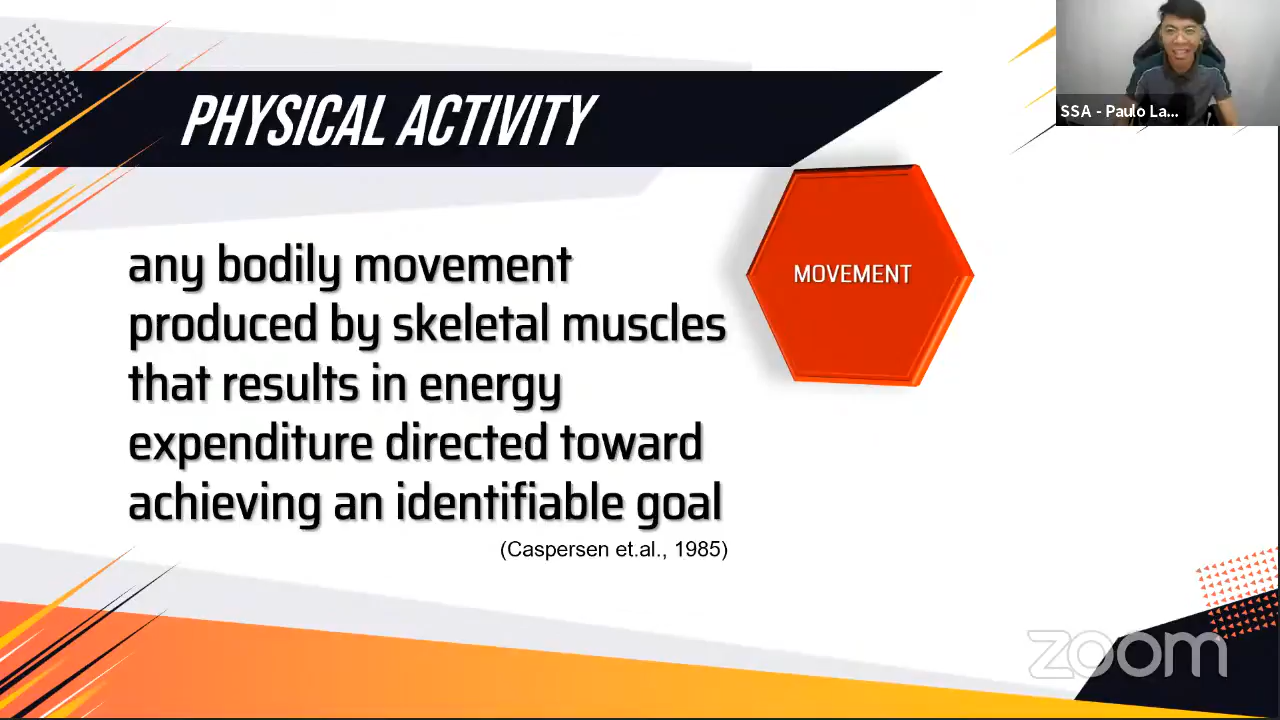 PHYSICAL ACTIVITY
SSA - Paulo La...
MOVEMENT
any bodily movement
produced by skeletal muscles
that results in energy
expenditure directed toward
achieving an identifiable goal
(Caspersen et.al., 1985)
zoom